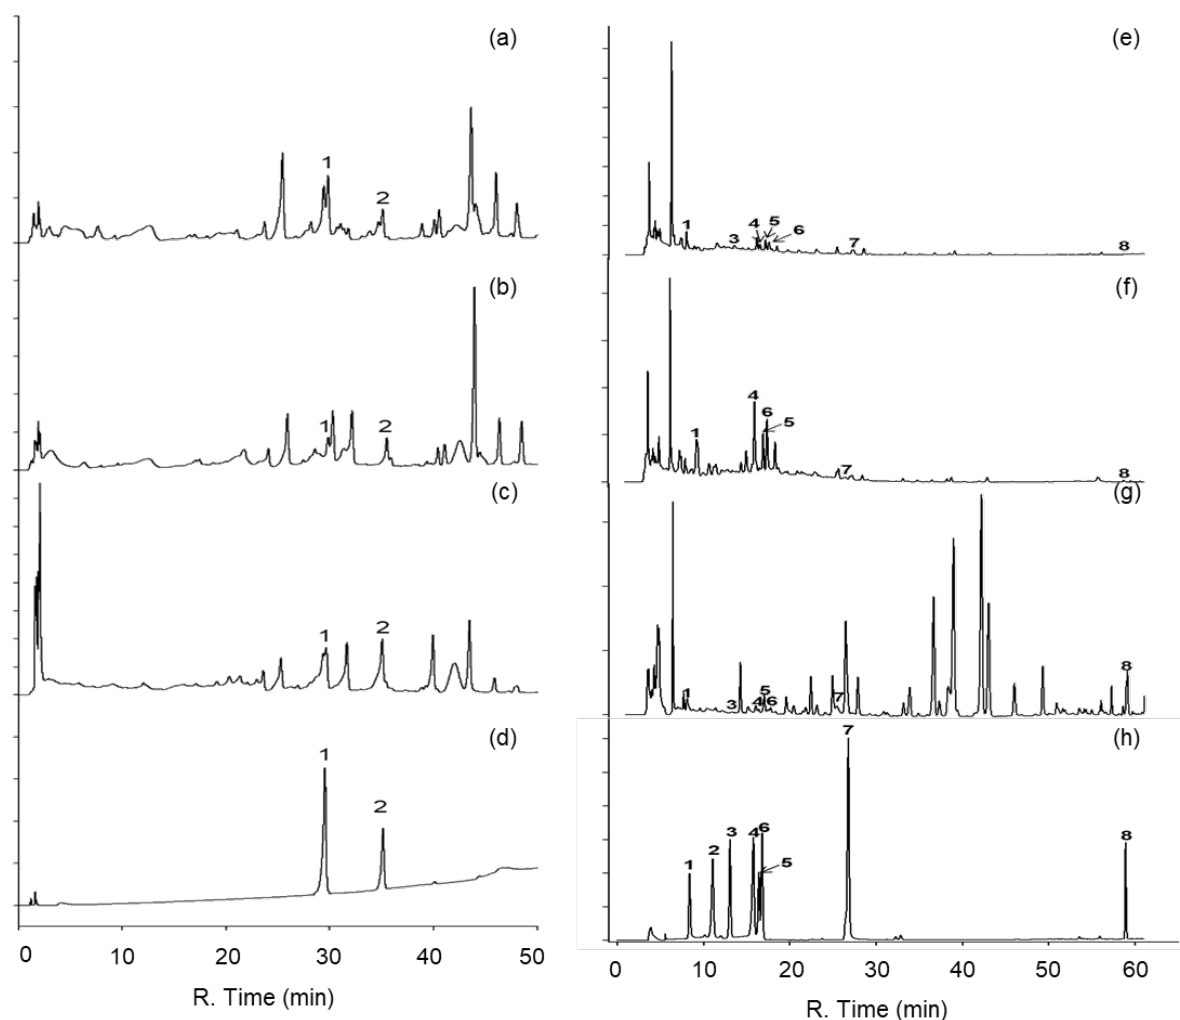 (a)
1
2
(b)
1
2
(c)
1
2
(d)
1
2
0 10 20 30 40 50
R. Time (min)
(e)
1 3 4 5 6 7 8
(f)
1 4 6 5 7 8
(g)
1 3 4 5 6 7 8
(h)
1 2 3 4 6 5 7 8
0 10 20 30 40 50 60
R. Time (min)